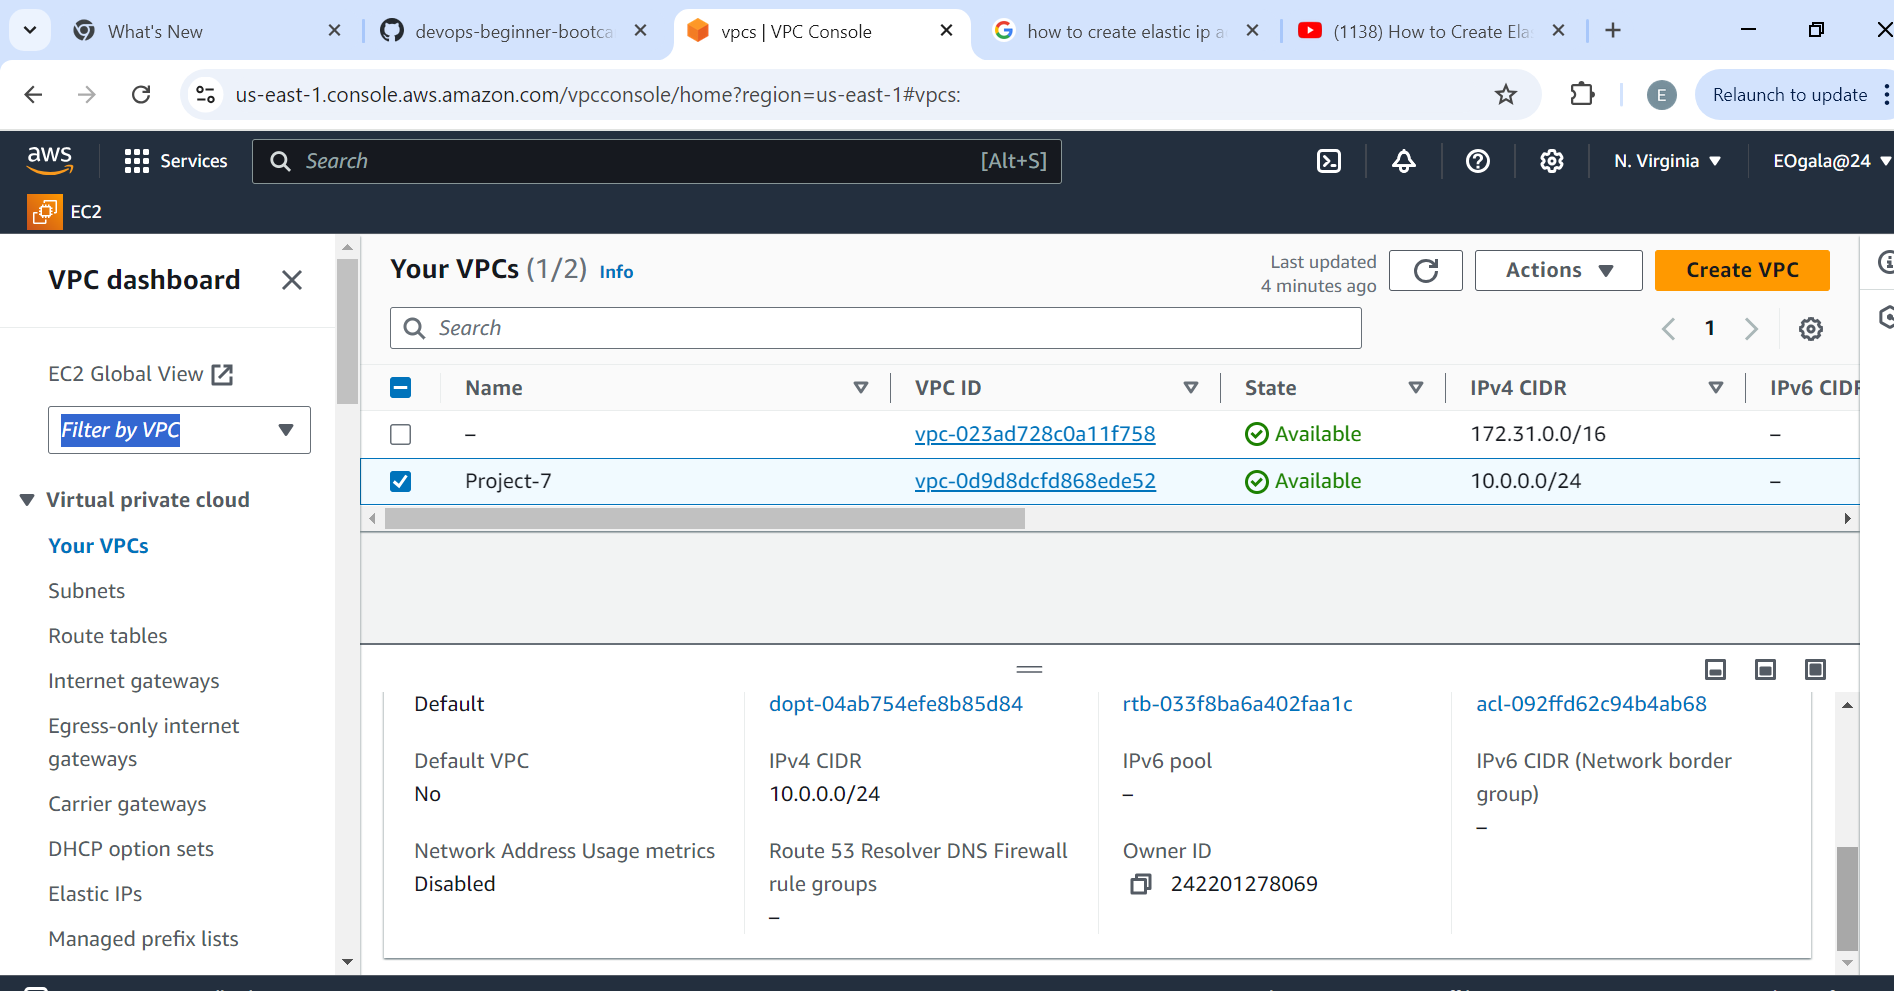 What's New
devops-beginner-bootca
vpcs | VPC Console
how to create elastic ip a
(1138) How to Create Elas
us-east-1.console.aws.amazon.com/vpcconsole/home?region=us-east-1#vpcs:
E
Relaunch to update
aws
Services
Search
[Alt+S]
N. Virginia
EOgala@24
EC2
VPC dashboard
EC2 Global View
Filter by VPC
Virtual private cloud
Your VPCs
Subnets
Route tables
Internet gateways
Egress-only internet
gateways
Carrier gateways
DHCP option sets
Elastic IPs
Managed prefix lists
Your VPCs (1/2) Info
Last updated
4 minutes ago
Actions
Create VPC
Search
1
Name VPC ID State IPv4 CIDR IPv6 CIDR
– vpc-023ad728c0a11f758 Available 172.31.0.0/16 –
Project-7 vpc-0d9d8dcfd868ede52 Available 10.0.0.0/24 –
Default
dopt-04ab754efe8b85d84
rtb-033f8ba6a402faa1c
acl-092ffd62c94b4ab68
Default VPC
No
IPv4 CIDR
10.0.0.0/24
IPv6 pool
–
IPv6 CIDR (Network border
group)
–
Network Address Usage metrics
Disabled
Route 53 Resolver DNS Firewall
rule groups
–
Owner ID
242201278069